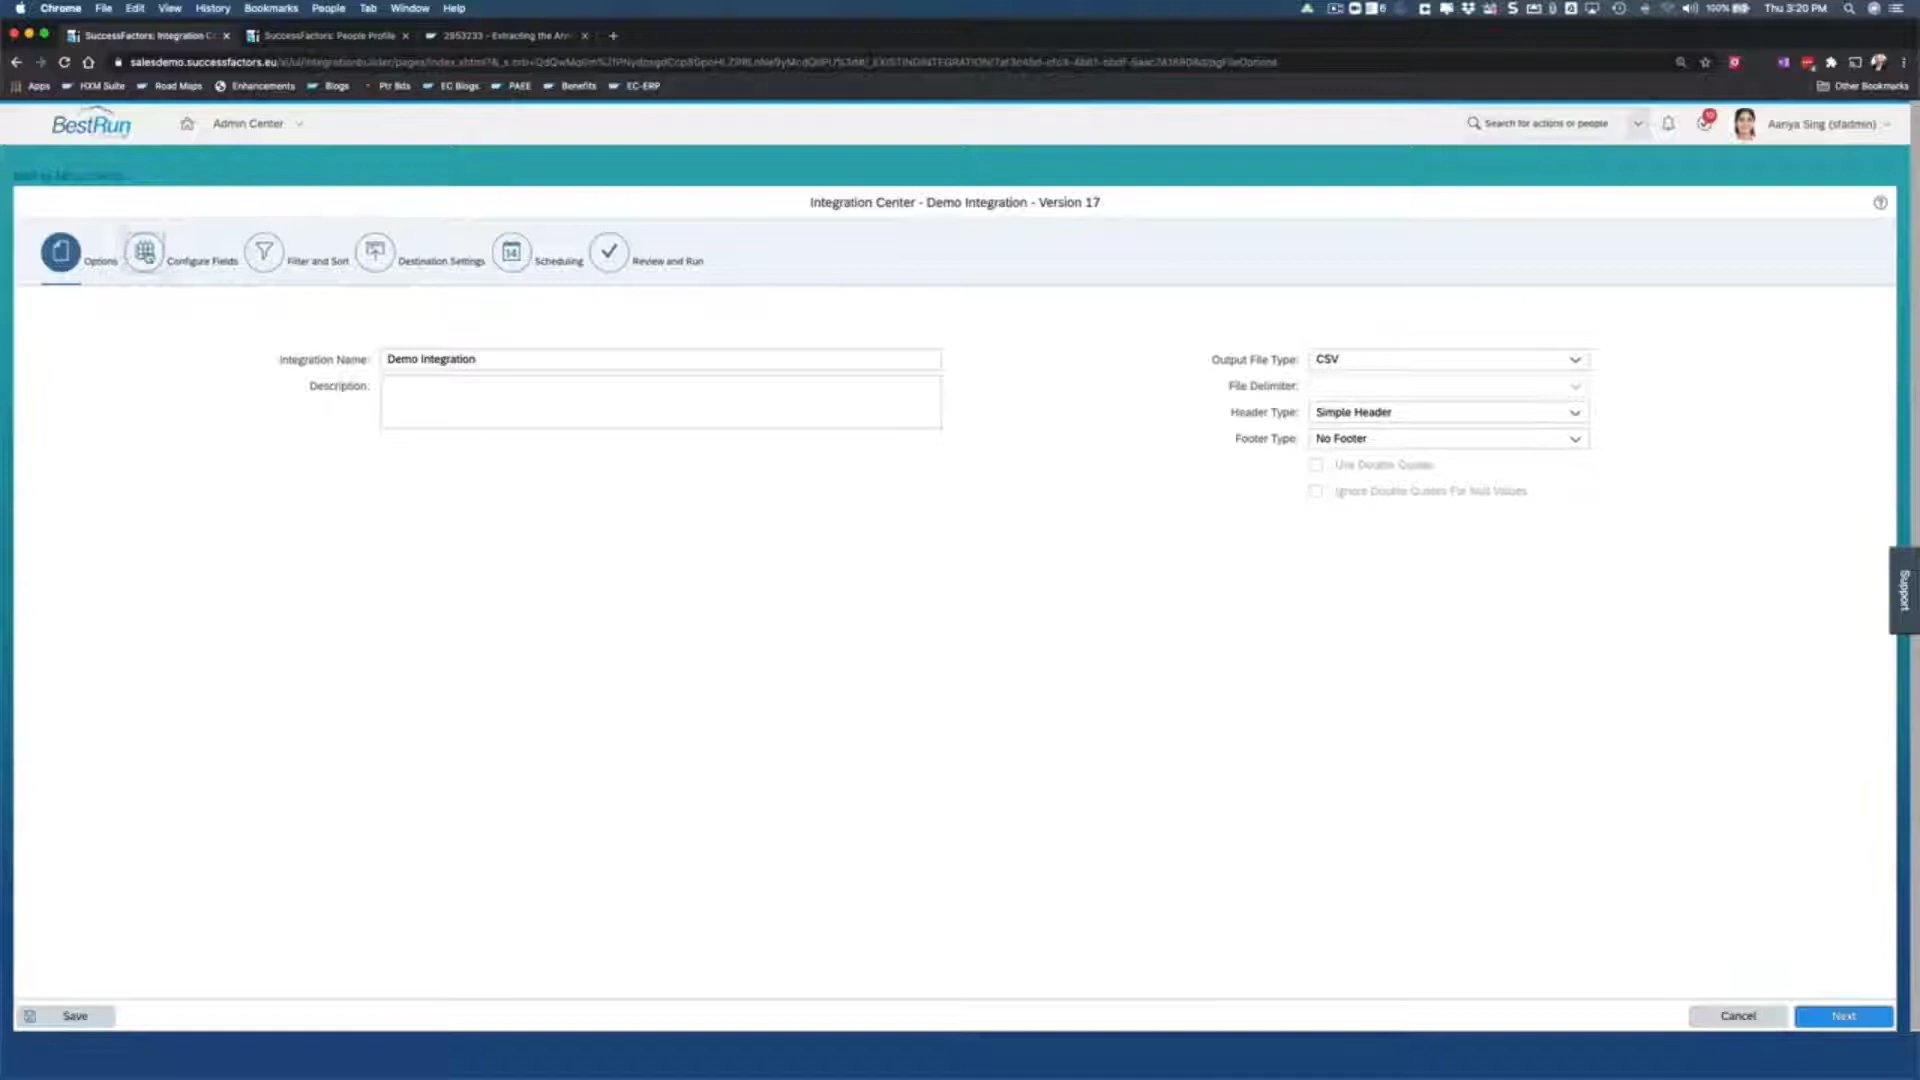 Chrome File Edit View History Bookmarks People Tab Window Help
100% Thu 3:20 PM
SuccessFactors: Integration C
SuccessFactors: People Profile
2953233 - Extracting the Ann
salesdemo.successfactors.eu
Apps HXM Suite Road Maps Enhancements Blogs Ptr Bds EC Blogs PAEE Benefits EC-ERP Other Bookmarks
BestRun Admin Center Search for actions or people Aanya Sing (sfadmin)
Integration Center - Demo Integration - Version 17
Options Configure Fields Filter and Sort Destination Settings 14 Scheduling Review and Run
Integration Name: Demo Integration
Description:
Output File Type: CSV
File Delimiter:
Header Type: Simple Header
Footer Type: No Footer
Use Double Quotes
Ignore Double Quotes For Null Values
Support
Save Cancel Next